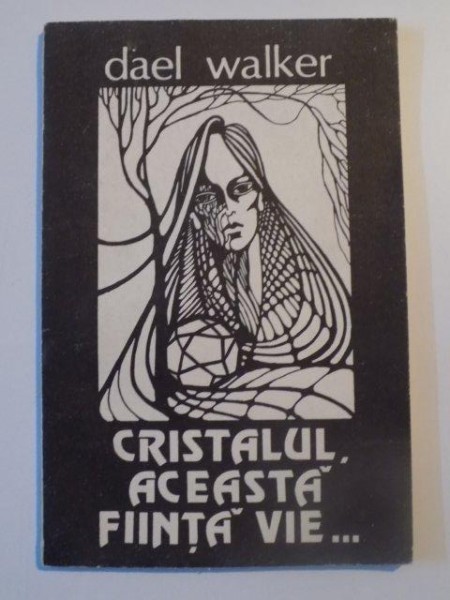 dael walker
CRISTALUL,
ACEASTĂ
FIINȚĂ VIE...